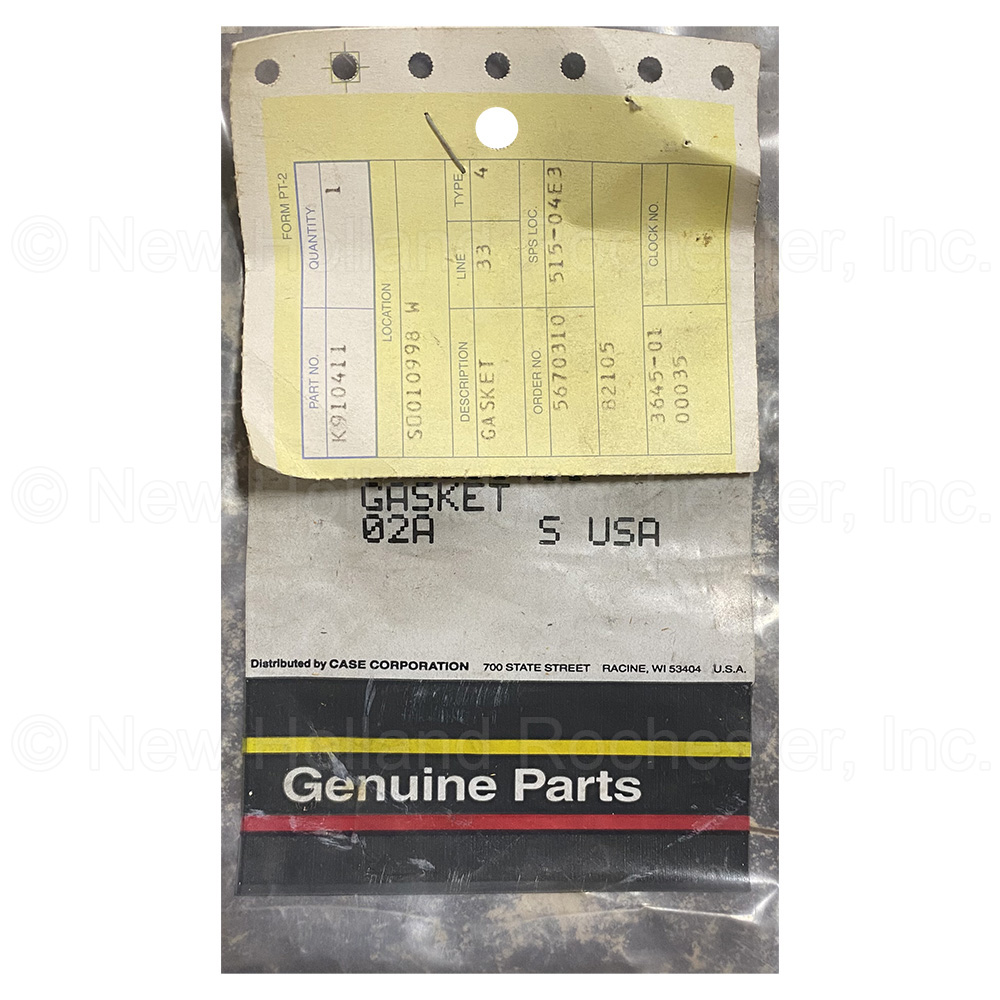 FORM PT-2
PART NO. QUANTITY
K910411 1
LOCATION
S0010998 W
DESCRIPTION LINE TYPE
GASKET 33 4
ORDER NO. SPS LOC.
5670310 515-04E3
82105
3645-01 CLOCK NO.
00035
GASKET
02A S USA
Distributed by CASE CORPORATION 700 STATE STREET RACINE, WI 53404 U.S.A.
Genuine Parts
© New Holland Rochester, Inc.
© New Holland Rochester, Inc.
© New Holland Rochester, Inc.